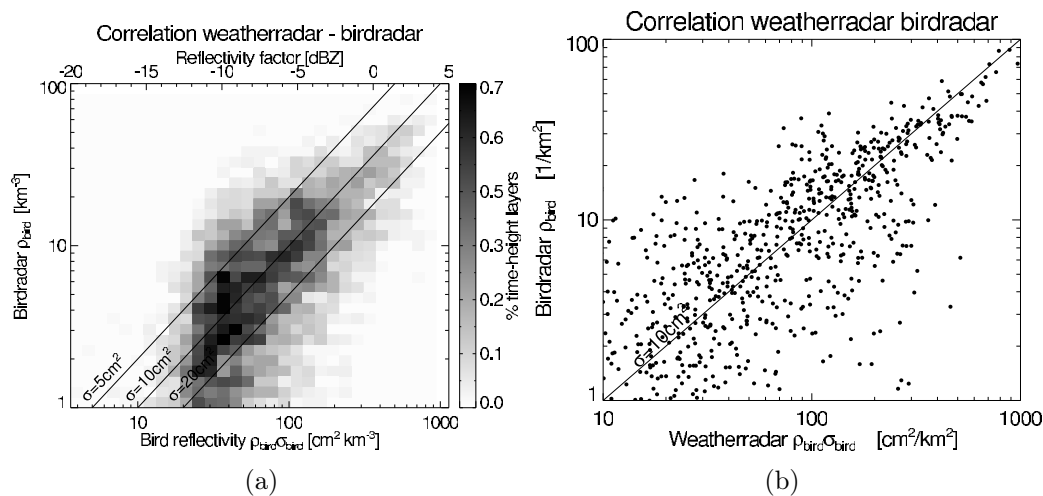 Correlation weatherradar - birdradar
Reflectivity factor [dBZ]
-20 -15 -10 -5 0 5
100
10
1
Birdradar ρbird [km-3]
σ=5cm2
σ=10cm2
σ=20cm2
10 100 1000
Bird reflectivity ρbirdσbird [cm2 km-3]
0.7
0.6
0.5
0.3
0.2
0.1
0.0
% time-height layers
(a)
Correlation weatherradar birdradar
100
10
1
Birdradar ρbird [1/km2]
σ=10cm2
10 100 1000
Weatherradar ρbirdσbird [cm2/km2]
(b)